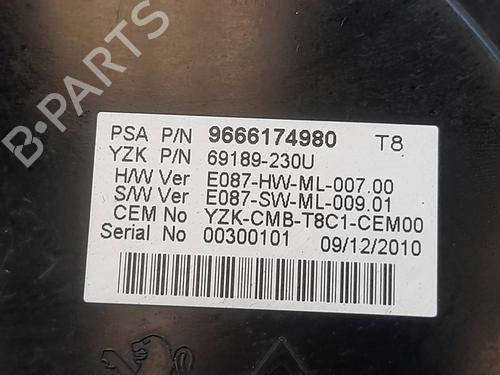 PSA P/N 9666174980 T8
YZK P/N 69189-230U
H/W Ver E087-HW-ML-007.00
S/W Ver E087-SW-ML-009.01
CEM No YZK-CMB-T8C1-CEM00
Serial No 00300101 09/12/2010
B-PARTS